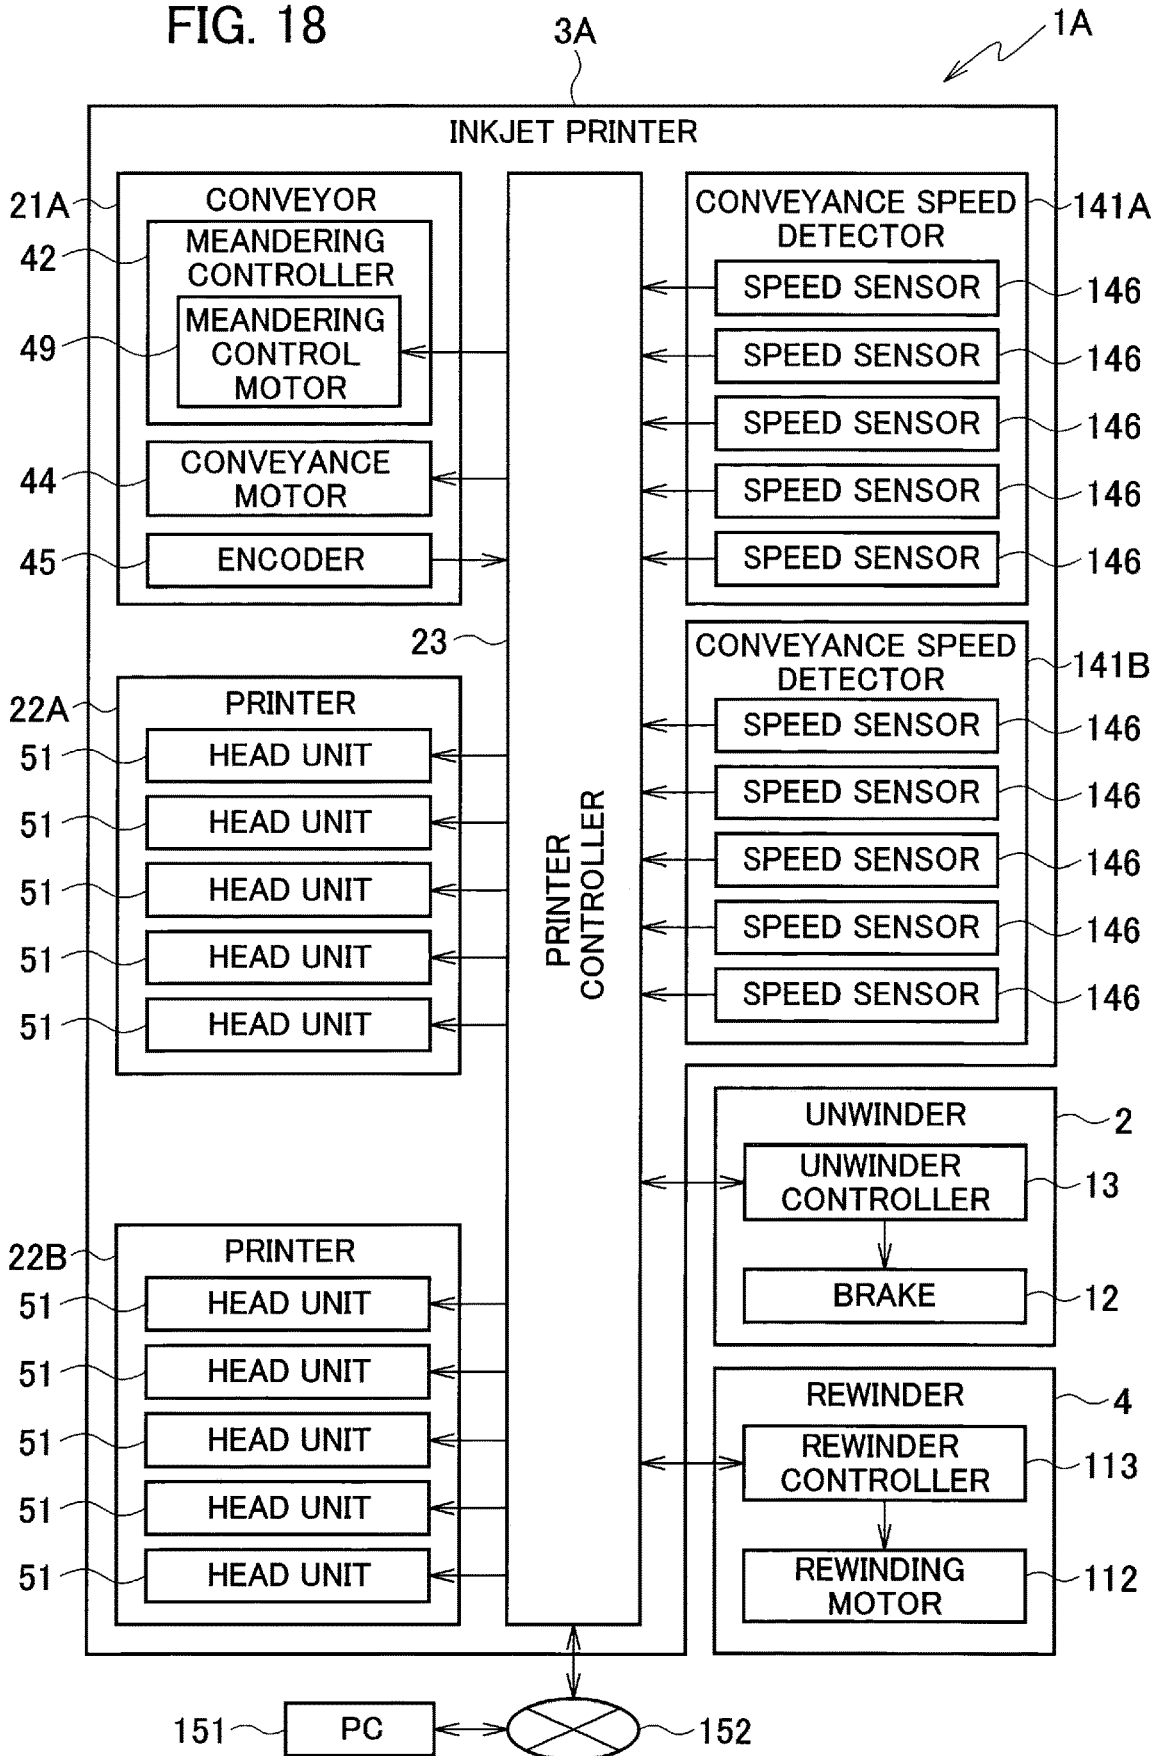 FIG. 18
3A
1A
INKJET PRINTER
21A
CONVEYOR
42
MEANDERING
CONTROLLER
49
MEANDERING
CONTROL
MOTOR
44
CONVEYANCE
MOTOR
45
ENCODER
23
PRINTER
CONTROLLER
22A
PRINTER
51
HEAD UNIT
51
HEAD UNIT
51
HEAD UNIT
51
HEAD UNIT
51
HEAD UNIT
22B
PRINTER
51
HEAD UNIT
51
HEAD UNIT
51
HEAD UNIT
51
HEAD UNIT
51
HEAD UNIT
CONVEYANCE SPEED
DETECTOR
141A
SPEED SENSOR
146
SPEED SENSOR
146
SPEED SENSOR
146
SPEED SENSOR
146
SPEED SENSOR
146
CONVEYANCE SPEED
DETECTOR
141B
SPEED SENSOR
146
SPEED SENSOR
146
SPEED SENSOR
146
SPEED SENSOR
146
SPEED SENSOR
146
UNWINDER
2
UNWINDER
CONTROLLER
13
BRAKE
12
REWINDER
4
REWINDER
CONTROLLER
113
REWINDING
MOTOR
112
151
PC
152